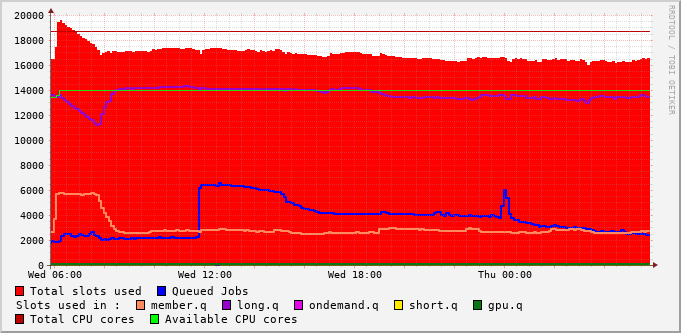 20000
18000
16000
14000
12000
10000
8000
6000
4000
2000
0
Wed 06:00 Wed 12:00 Wed 18:00 Thu 00:00
Total slots used Queued Jobs
Slots used in : member.q long.q ondemand.q short.q gpu.q
Total CPU cores Available CPU cores
RRDTOOL / TOBI OETIKER